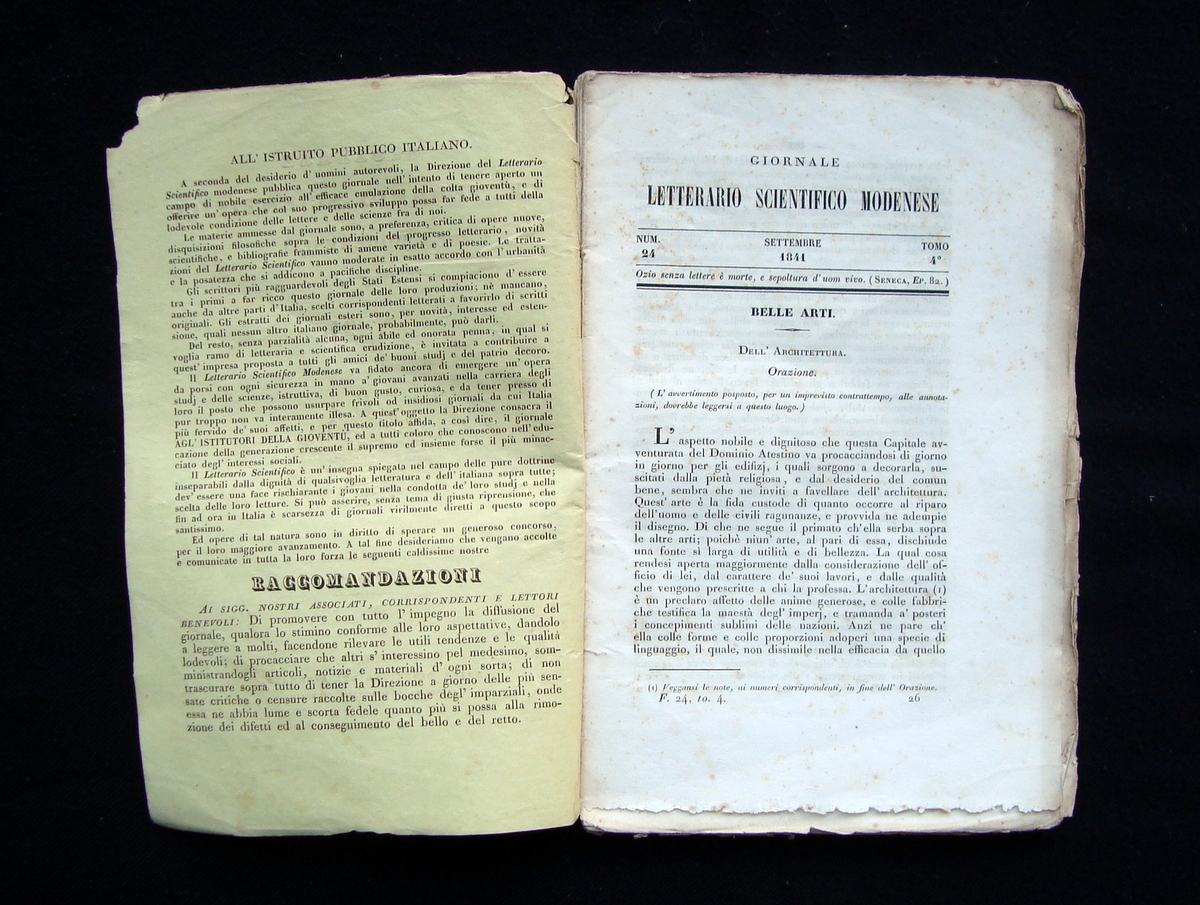 ALL' ISTRUITO PUBBLICO ITALIANO.
A seconda del desiderio d' uomini autorevoli, la Direzione del Letterario
Scientifico modenese pubblica questo giornale nell' intento di tenere aperto un
campo di nobile esercizio all' efficace emulazione della colta gioventù, e di
offerire un' opera che col suo progressivo sviluppo possa far fede a tutti della
lodevole condizione delle lettere e delle scienze fra di noi.
Le materie ammesse dal giornale sono, a preferenza, critica di opere nuove,
disquisizioni filosofiche sopra le condizioni del progresso letterario, novità
scientifiche, e bibliografie frammiste di amene varietà e di poesie. Le tratta-
zioni del Letterario Scientifico vanno moderate in esatto accordo con l' urbanità
e la posatezza che si addicono a pacifiche discipline.
Gli scrittori più ragguardevoli degli Stati Estensi si compiacciono d' essere
tra i primi a far ricco questo giornale delle loro produzioni; nè mancano,
anche da altre parti d' Italia, scelti corrispondenti letterati a favorirlo di scritti
originali. Gli estratti dei giornali esteri sono, per novità, interesse ed esten-
sione, quali nessun altro italiano giornale, probabilmente, può darli.
Del resto, senza parzialità alcuna, ogni abile ed onorata penna, in qual si
voglia ramo di letteraria e scientifica erudizione, è invitata a contribuire a
quest' impresa proposta a tutti gli amici de' buoni studj e del patrio decoro.
Il Letterario Scientifico Modenese va fidato ancora di emergere un' opera
da porsi con ogni sicurezza in mano a' giovani avanzati nella carriera degli
studj e delle scienze, istruttiva, di buon gusto, curiosa, e da tener presso di
loro il posto che possono usurpare frivoli od insidiosi giornali da cui Italia
pur troppo non va interamente illesa. A quest' oggetto la Direzione consacra il
più fervido de' suoi affetti, e per questo titolo affida, a così dire, il giornale
AGL' ISTITUTORI DELLA GIOVENTÙ, ed a tutti coloro che conoscono nell' edu-
cazione della generazione crescente il supremo ed insieme forse il più minac-
ciato degl' interessi sociali.
Il Letterario Scientifico è un' insegna spiegata nel campo delle pure dottrine
inseparabili dalla dignità di qualsivoglia letteratura e dell' italiana sopra tutte;
dev' essere una face rischiarante i giovani nella condotta de' loro studj e nella
scelta delle loro letture. Si può asserire, senza tema di giusta riprensione, che
fin ad ora in Italia è scarsezza di giornali virilmente diretti a questo scopo
santissimo.
Ed opere di tal natura sono in diritto di sperare un generoso concorso,
per il loro maggiore avanzamento. A tal fine desideriamo che vengano accolte
e comunicate in tutta la loro forza le seguenti caldissime nostre
RACCOMANDAZIONI
AI SIGG. NOSTRI ASSOCIATI, CORRISPONDENTI E LETTORI
BENEVOLI: Di promovere con tutto l' impegno la diffusione del
giornale, qualora lo stimino conforme alle loro aspettative, dandolo
a leggere a molti, facendone rilevare le utili tendenze e le qualità
lodevoli; di procacciare che altri s' interessino pel medesimo, som-
ministrandogli articoli, notizie e materiali d' ogni sorta; di non
trascurare sopra tutto di tener la Direzione a giorno delle più sen-
sate critiche o censure raccolte sulle bocche degl' imparziali, onde
essa ne abbia lume e scorta fedele quanto più si possa alla rimo-
zione dei difetti ed al conseguimento del bello e del retto.
GIORNALE
LETTERARIO SCIENTIFICO MODENESE
NUM. SETTEMBRE TOMO
24 1841 4°
Ozio senza lettere è morte, e sepoltura d' uom vivo. (SENECA, EP. 82.)
BELLE ARTI.
DELL' ARCHITETTURA.
Orazione.
( L' avvertimento posposto, per un imprevisto contrattempo, alle annota-
zioni, dovrebbe leggersi a questo luogo.)
L' aspetto nobile e dignitoso che questa Capitale av-
venturata del Dominio Atestino va procacciandosi di giorno
in giorno per gli edifizj, i quali sorgono a decorarla, su-
scitati dalla pietà religiosa, e dal desiderio del comun
bene, sembra che ne inviti a favellare dell' architettura.
Quest' arte è la fida custode di quanto occorre al riparo
dell' uomo e delle civili ragunanze, e provvida ne adempie
il disegno. Di che ne segue il primato ch' ella serba sopra
le altre arti; poichè niun' arte, al pari di essa, dischiude
una fonte sì larga di utilità e di bellezza. La qual cosa
rendesi aperta maggiormente dalla considerazione dell' of-
ficio di lei, dal carattere de' suoi lavori, e dalle qualità
che vengono prescritte a chi la professa. L' architettura (1)
è un preclaro affetto delle anime generose, e colle fabbri-
che testifica la maestà degl' imperj, e tramanda a' posteri
i concepimenti sublimi delle nazioni. Anzi ne pare ch'
ella colle forme e colle proporzioni adoperi una specie di
linguaggio, il quale, non dissimile nella efficacia da quello
(1) Veggansi le note, ai numeri corrispondenti, in fine dell' Orazione.
F. 24, to. 4. 26